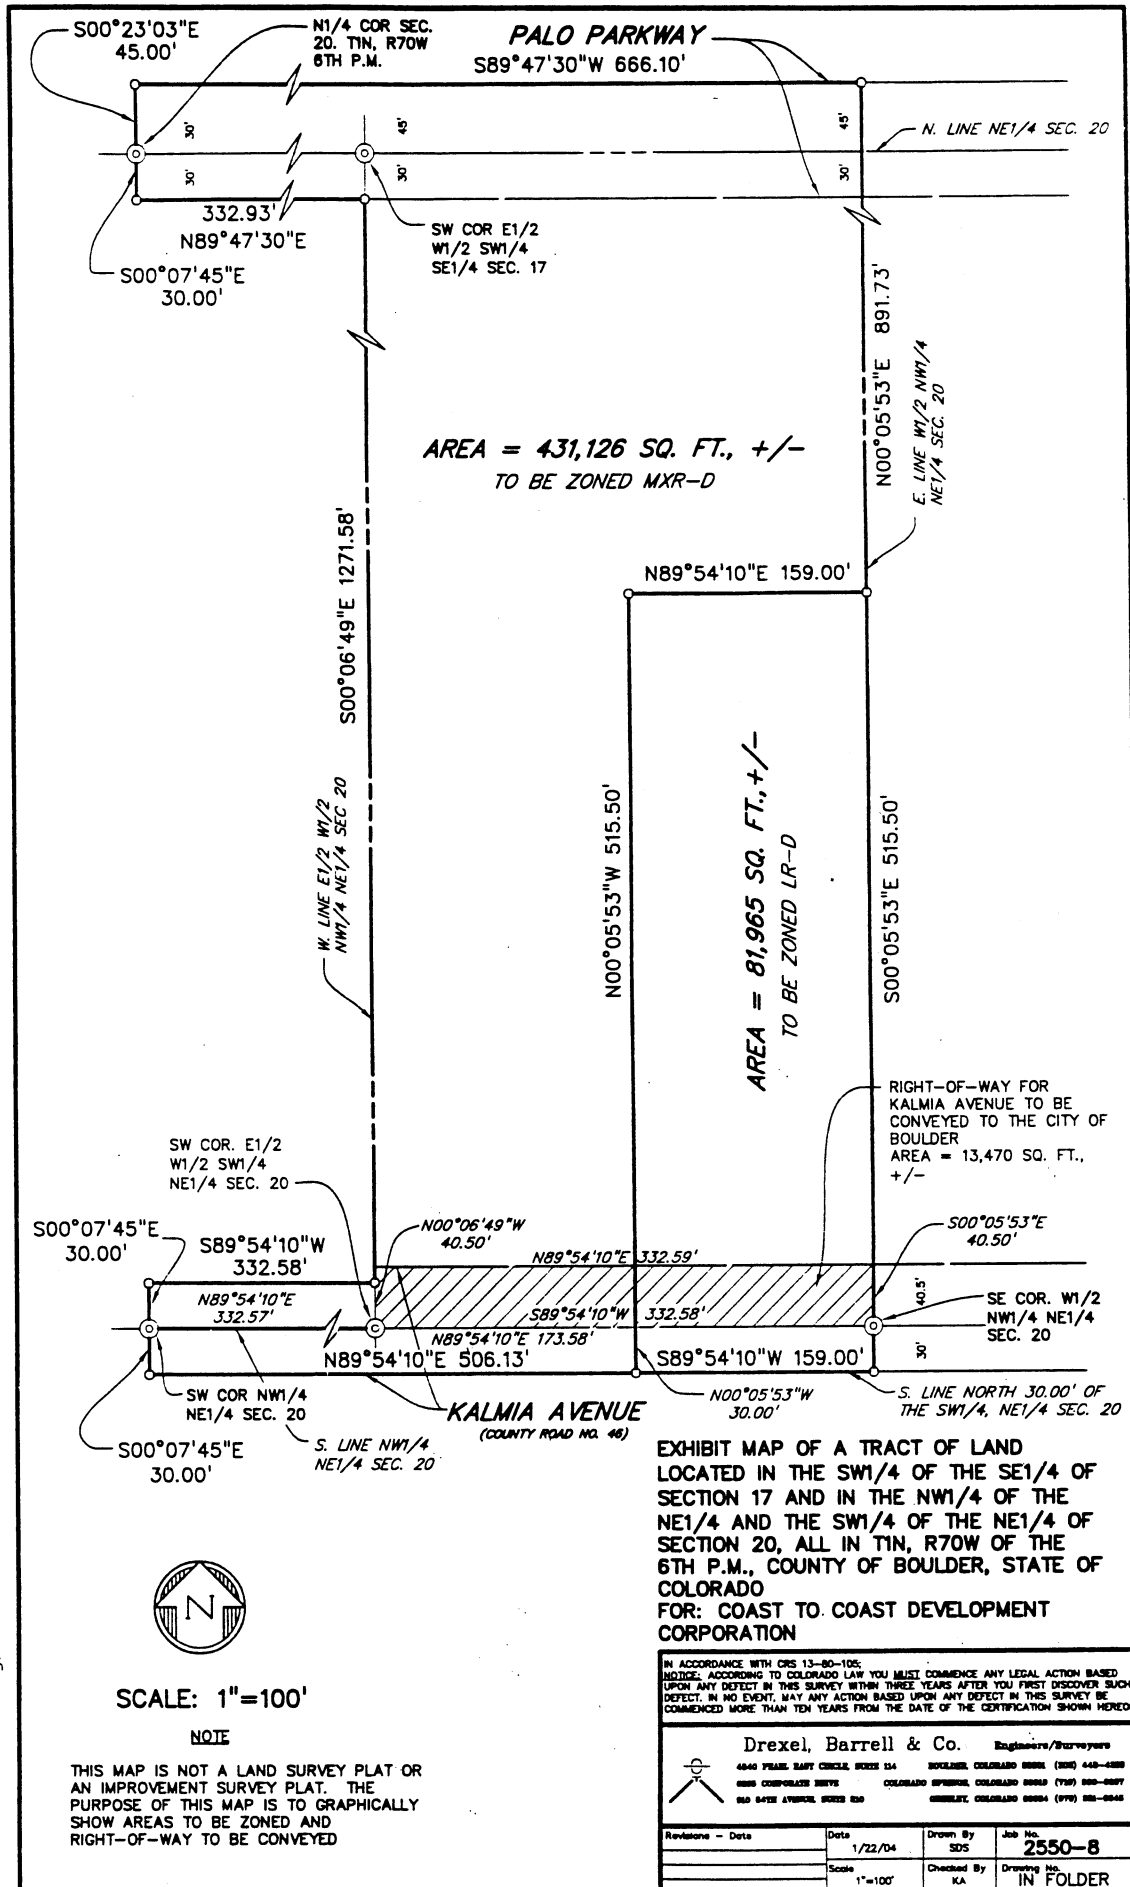 S00°23'03"E
45.00'
N1/4 COR SEC.
20. T1N, R70W
6TH P.M.
PALO PARKWAY
S89°47'30"W 666.10'
30'
45'
45'
N. LINE NE1/4 SEC. 20
30'
30'
30'
332.93'
N89°47'30"E
S00°07'45"E
30.00'
SW COR E1/2
W1/2 SW1/4
SE1/4 SEC. 17
N00°05'53"E 891.73'
E. LINE W1/2 NW1/4
NE1/4 SEC. 20
AREA = 431,126 SQ. FT., +/-
TO BE ZONED MXR-D
S00°06'49"E 1271.58'
N89°54'10"E 159.00'
W. LINE E1/2 W1/2
NW1/4 NE1/4 SEC 20
N00°05'53"W 515.50'
AREA = 81,965 SQ. FT.,+/-
TO BE ZONED LR-D
S00°05'53"E 515.50'
RIGHT-OF-WAY FOR
KALMIA AVENUE TO BE
CONVEYED TO THE CITY OF
BOULDER
AREA = 13,470 SQ. FT.,
+/-
SW COR. E1/2
W1/2 SW1/4
NE1/4 SEC. 20
S00°07'45"E
30.00'
S89°54'10"W
332.58'
N00°06'49"W
40.50'
N89°54'10"E 332.59'
S00°05'53"E
40.50'
N89°54'10"E
332.57'
S89°54'10"W 332.58'
40.5'
SE COR. W1/2
NW1/4 NE1/4
SEC. 20
N89°54'10"E 173.58'
N89°54'10"E 506.13'
S89°54'10"W 159.00'
30'
SW COR NW1/4
NE1/4 SEC. 20
KALMIA AVENUE
(COUNTY ROAD NO. 46)
N00°05'53"W
30.00'
S. LINE NORTH 30.00' OF
THE SW1/4, NE1/4 SEC. 20
S00°07'45"E
30.00'
S. LINE NW1/4
NE1/4 SEC. 20
EXHIBIT MAP OF A TRACT OF LAND
LOCATED IN THE SW1/4 OF THE SE1/4 OF
SECTION 17 AND IN THE NW1/4 OF THE
NE1/4 AND THE SW1/4 OF THE NE1/4 OF
SECTION 20, ALL IN T1N, R70W OF THE
6TH P.M., COUNTY OF BOULDER, STATE OF
COLORADO
FOR: COAST TO COAST DEVELOPMENT
CORPORATION
N
SCALE: 1"=100'
NOTE
THIS MAP IS NOT A LAND SURVEY PLAT OR
AN IMPROVEMENT SURVEY PLAT. THE
PURPOSE OF THIS MAP IS TO GRAPHICALLY
SHOW AREAS TO BE ZONED AND
RIGHT-OF-WAY TO BE CONVEYED
IN ACCORDANCE WITH CRS 13-80-105;
NOTICE: ACCORDING TO COLORADO LAW YOU MUST COMMENCE ANY LEGAL ACTION BASED
UPON ANY DEFECT IN THIS SURVEY WITHIN THREE YEARS AFTER YOU FIRST DISCOVER SUCH
DEFECT. IN NO EVENT, MAY ANY ACTION BASED UPON ANY DEFECT IN THIS SURVEY BE
COMMENCED MORE THAN TEN YEARS FROM THE DATE OF THE CERTIFICATION SHOWN HEREO
Drexel, Barrell & Co. Engineers/Surveyors
4840 PEARL EAST CIRCLE, SUITE 114 BOULDER, COLORADO
CORPORATE DRIVE COLORADO SPRINGS, COLORADO
AVENUE, SUITE GREELEY, COLORADO
Revisions - Date
Date
1/22/04
Drawn By
SDS
Job No.
2550-8
Scale
1"=100'
Checked By
KA
Drawing No.
IN FOLDER